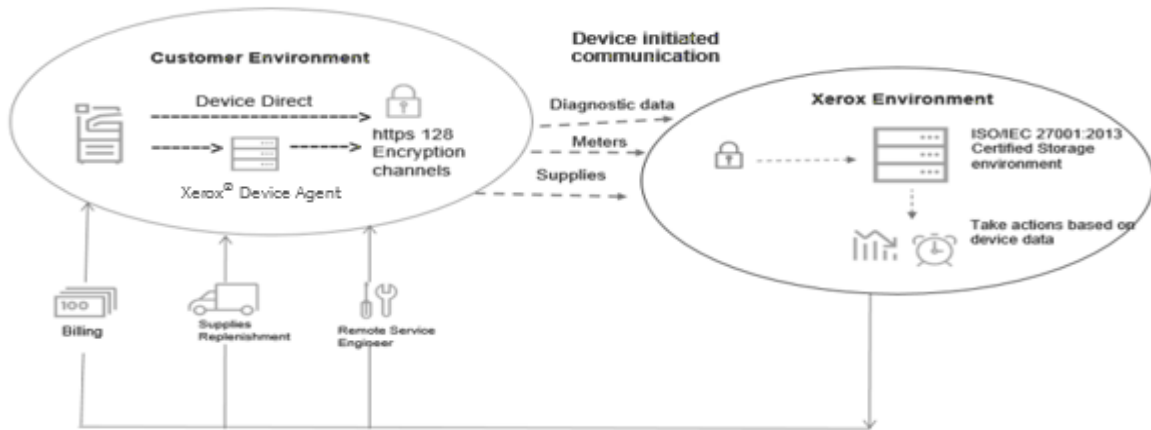 Device initiated
communication
Customer Environment
Device Direct
https 128
Encryption
channels
Xerox® Device Agent
Diagnostic data
Meters
Supplies
Xerox Environment
ISO/IEC 27001:2013
Certified Storage
environment
Take actions based on
device data
100
Billing
Supplies
Replenishment
Remote Service
Engineer